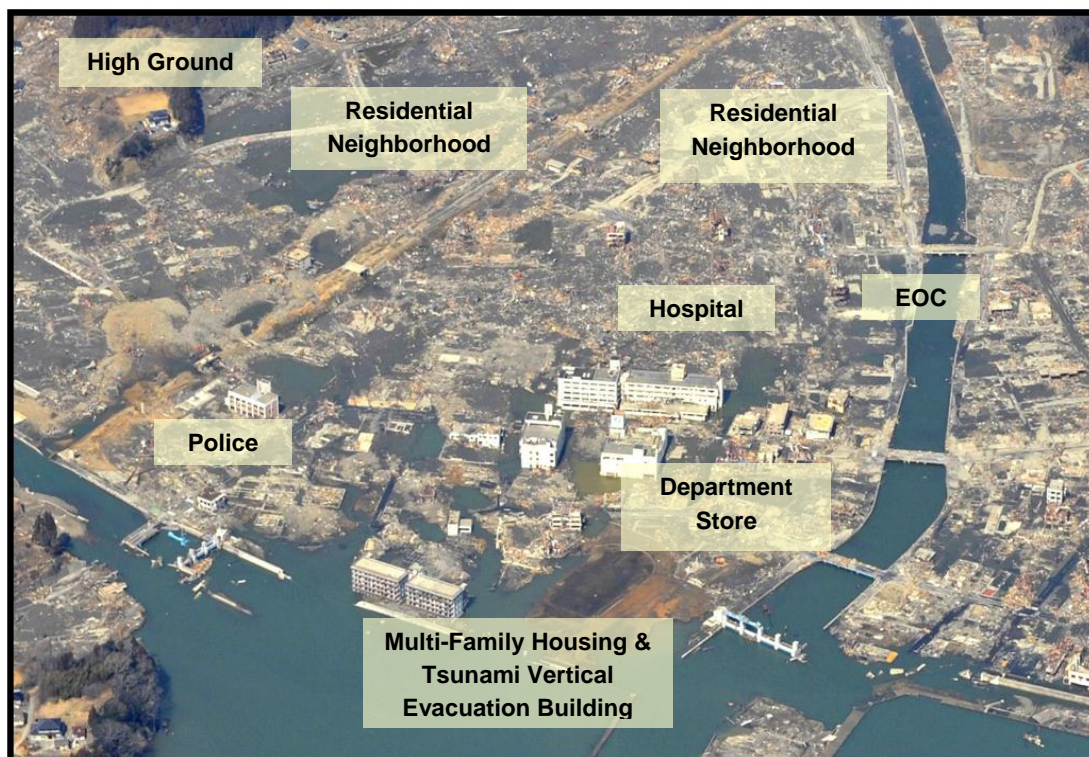 High Ground
Residential
Neighborhood
Residential
Neighborhood
Hospital
EOC
Police
Department
Store
Multi-Family Housing &
Tsunami Vertical
Evacuation Building